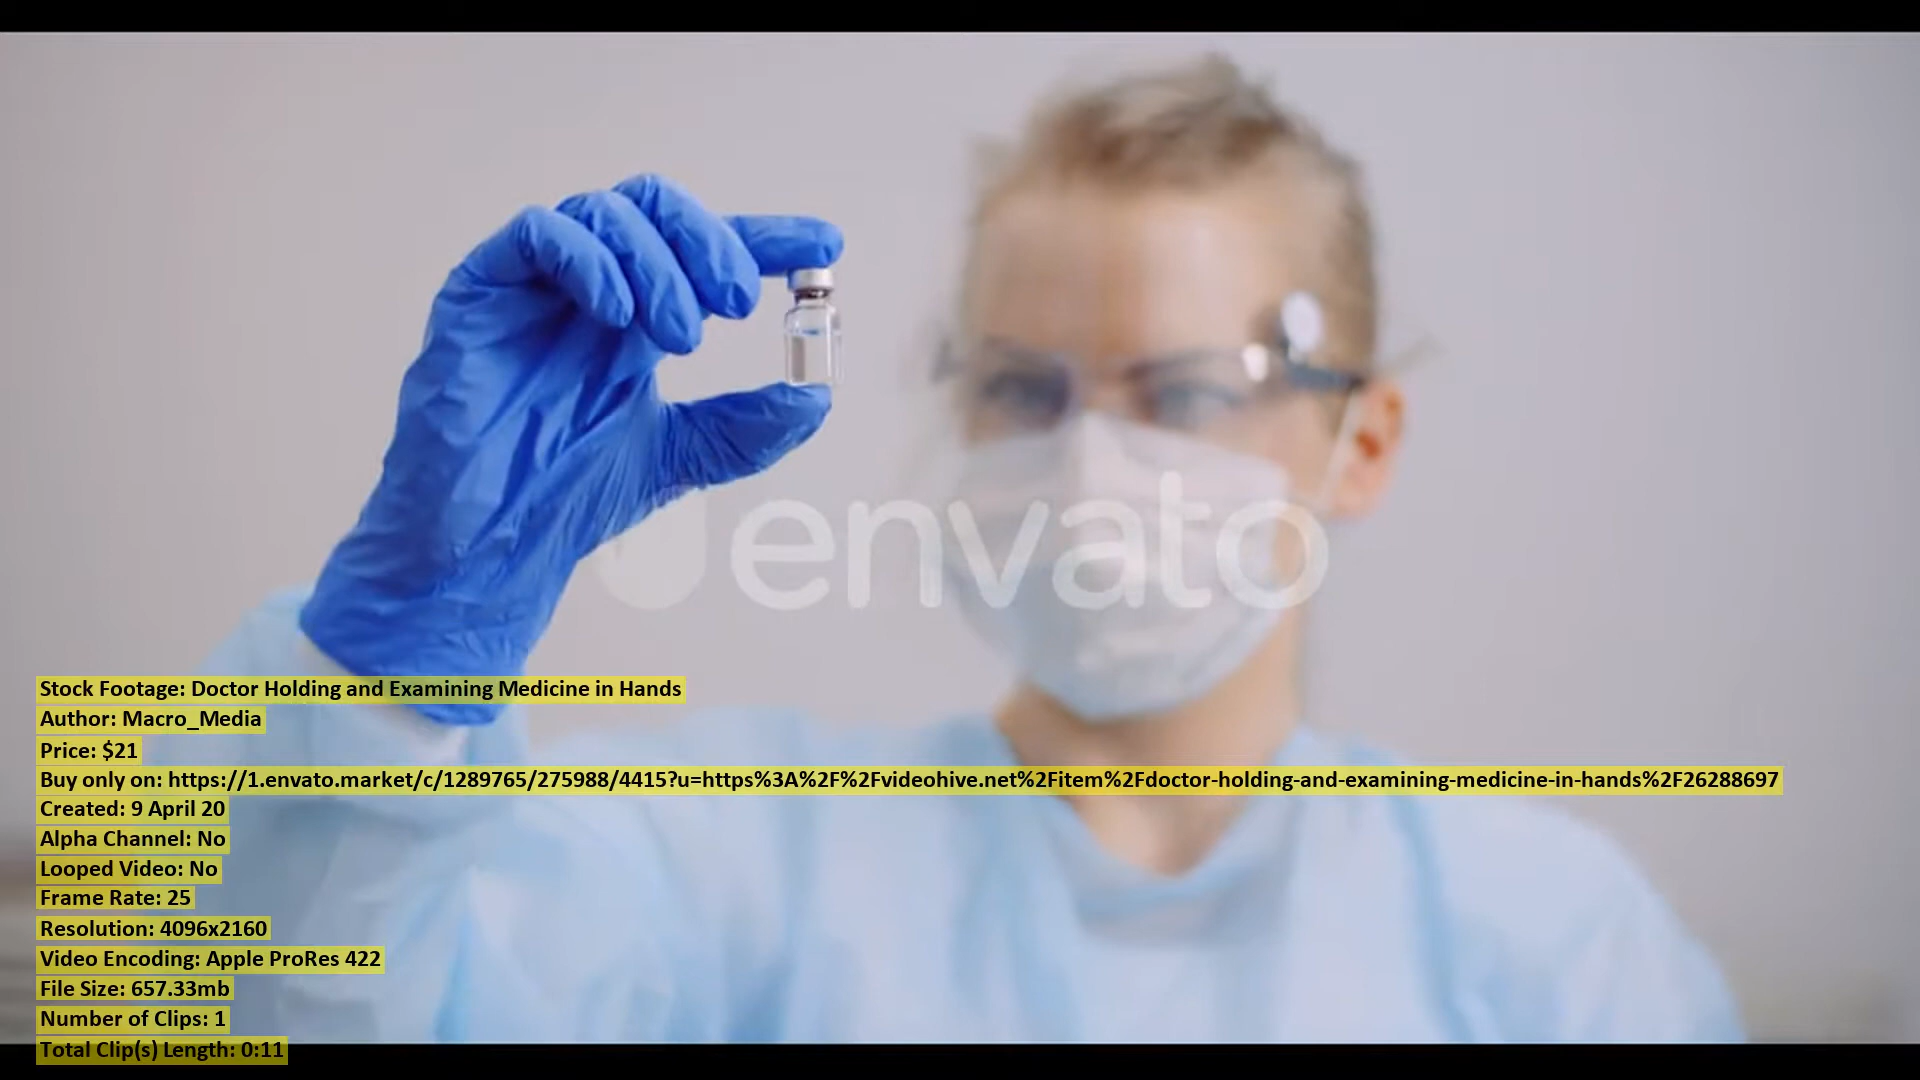 envato
Stock Footage: Doctor Holding and Examining Medicine in Hands
Author: Macro_Media
Price: $21
Buy only on: https://1.envato.market/c/1289765/275988/4415?u=https%3A%2F%2Fvideohive.net%2Fitem%2Fdoctor-holding-and-examining-medicine-in-hands%2F26288697
Created: 9 April 20
Alpha Channel: No
Looped Video: No
Frame Rate: 25
Resolution: 4096x2160
Video Encoding: Apple ProRes 422
File Size: 657.33mb
Number of Clips: 1
Total Clip(s) Length: 0:11